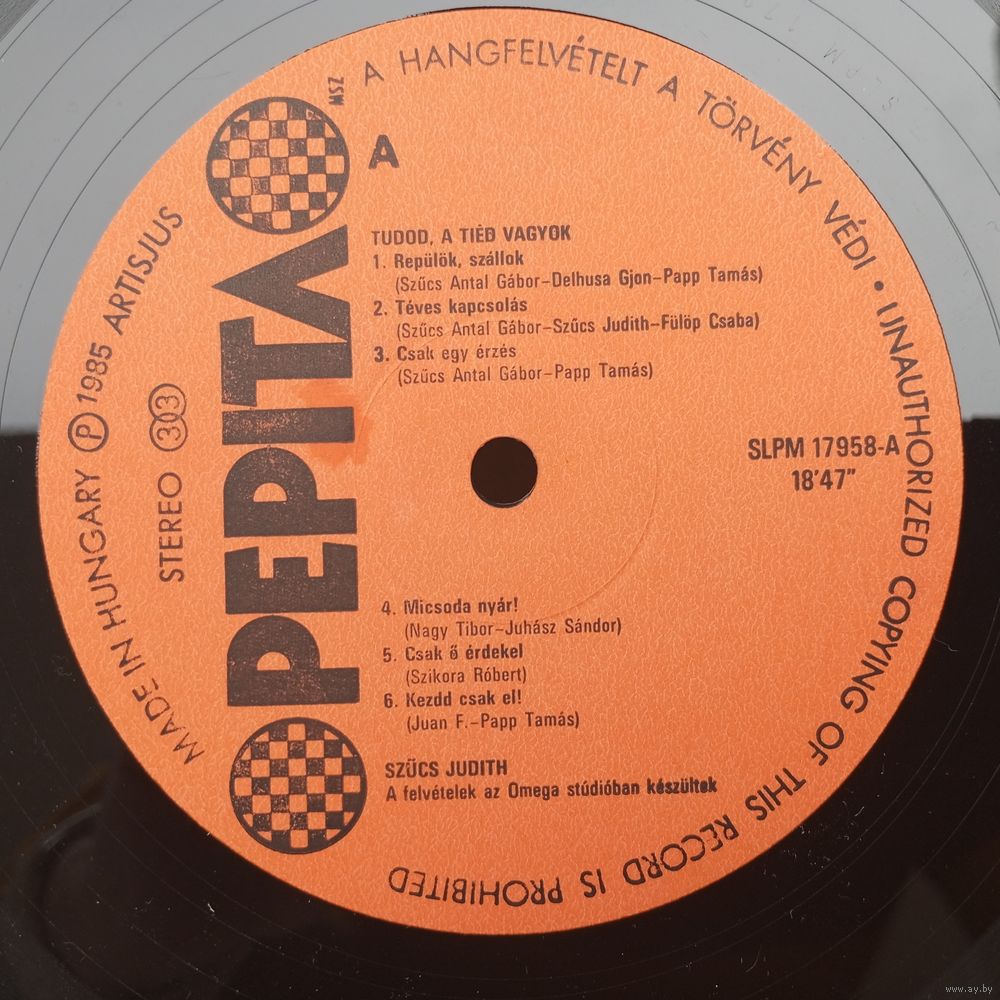 A HANGFELVÉTELT A TÖRVÉNY VÉDI • UNAUTHORIZED COPYING OF THIS RECORD IS PROHIBITED
MADE IN HUNGARY Ⓟ 1985 ARTISJUS
STEREO 303
PEPITA
MSZ
A
TUDOD, A TIÉD VAGYOK
1. Repülök, szállok
(Szűcs Antal Gábor–Delhusa Gjon–Papp Tamás)
2. Téves kapcsolás
(Szűcs Antal Gábor–Szűcs Judith–Fülöp Csaba)
3. Csak egy érzés
(Szűcs Antal Gábor–Papp Tamás)
SLPM 17958-A
18'47"
4. Micsoda nyár!
(Nagy Tibor–Juhász Sándor)
5. Csak ő érdekel
(Szikora Róbert)
6. Kezdd csak el!
(Juan F.–Papp Tamás)
SZŰCS JUDITH
A felvételek az Omega stúdióban készültek
www.ay.by